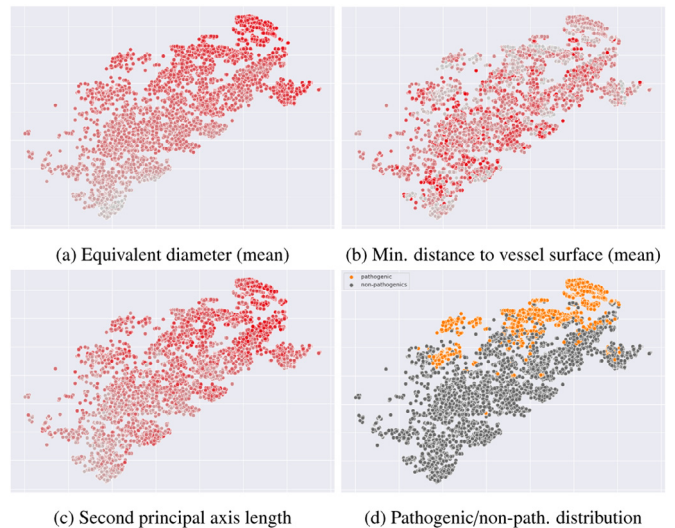 (a) Equivalent diameter (mean)
(b) Min. distance to vessel surface (mean)
pathogenic
non-pathogenics
(c) Second principal axis length
(d) Pathogenic/non-path. distribution